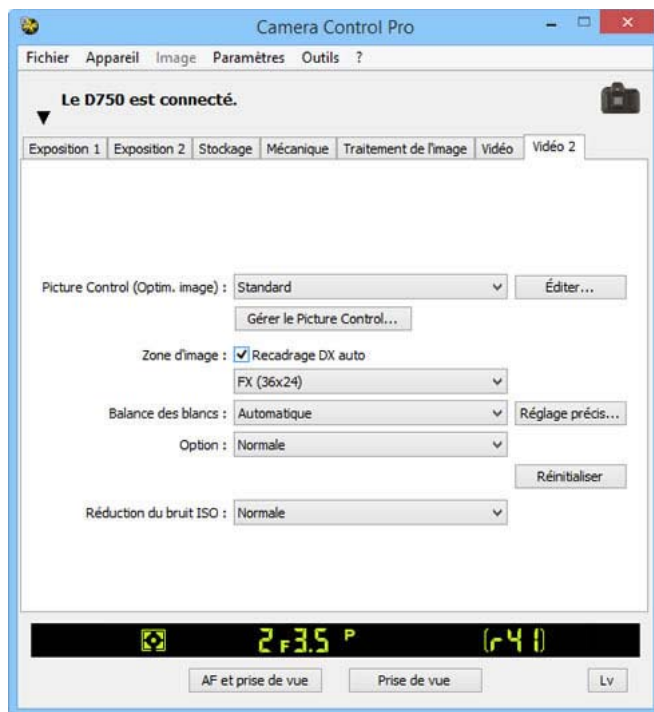 Camera Control Pro
Fichier Appareil Image Paramètres Outils ?
Le D750 est connecté.
Exposition 1 Exposition 2 Stockage Mécanique Traitement de l'image Vidéo Vidéo 2
Picture Control (Optim. image) : Standard Éditer...
Gérer le Picture Control...
Zone d'image : Recadrage DX auto
FX (36x24)
Balance des blancs : Automatique Réglage précis...
Option : Normale
Réinitialiser
Réduction du bruit ISO : Normale
2 F3.5 P (r41)
AF et prise de vue Prise de vue Lv